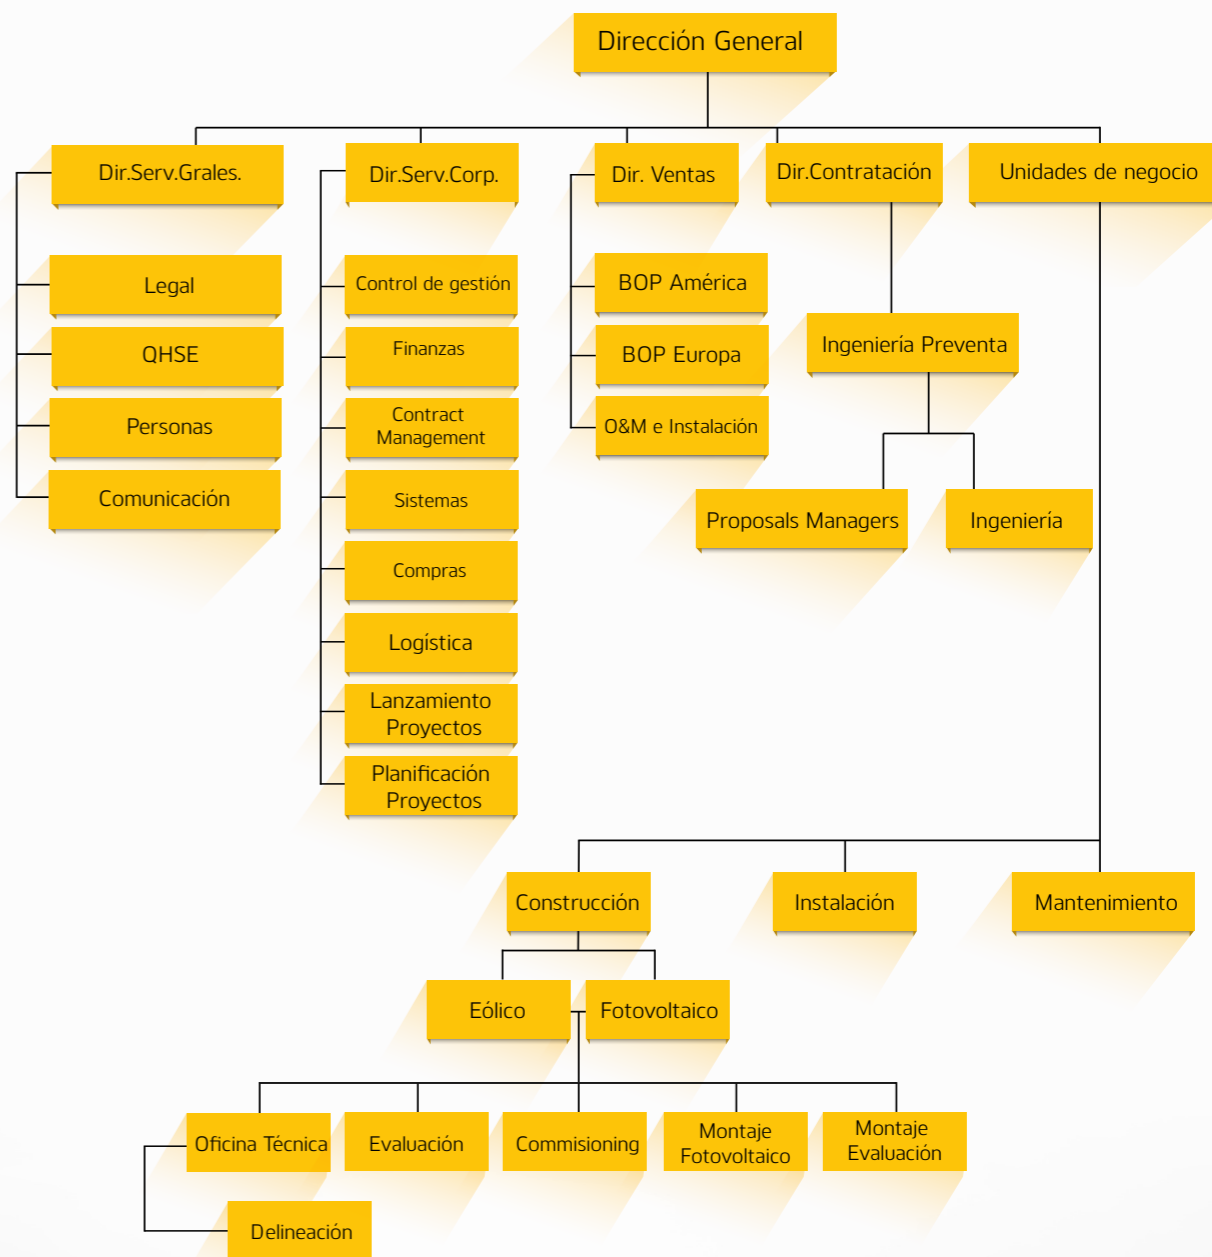 Dirección General
Dir.Serv.Grales.
Dir.Serv.Corp.
Dir. Ventas
Dir.Contratación
Unidades de negocio
Legal
QHSE
Personas
Comunicación
Control de gestión
Finanzas
Contract
Management
Sistemas
Compras
Logística
Lanzamiento
Proyectos
Planificación
Proyectos
BOP América
BOP Europa
O&M e Instalación
Ingeniería Preventa
Proposals Managers
Ingeniería
Construcción
Instalación
Mantenimiento
Eólico
Fotovoltaico
Oficina Técnica
Evaluación
Commisioning
Montaje
Fotovoltaico
Montaje
Evaluación
Delineación